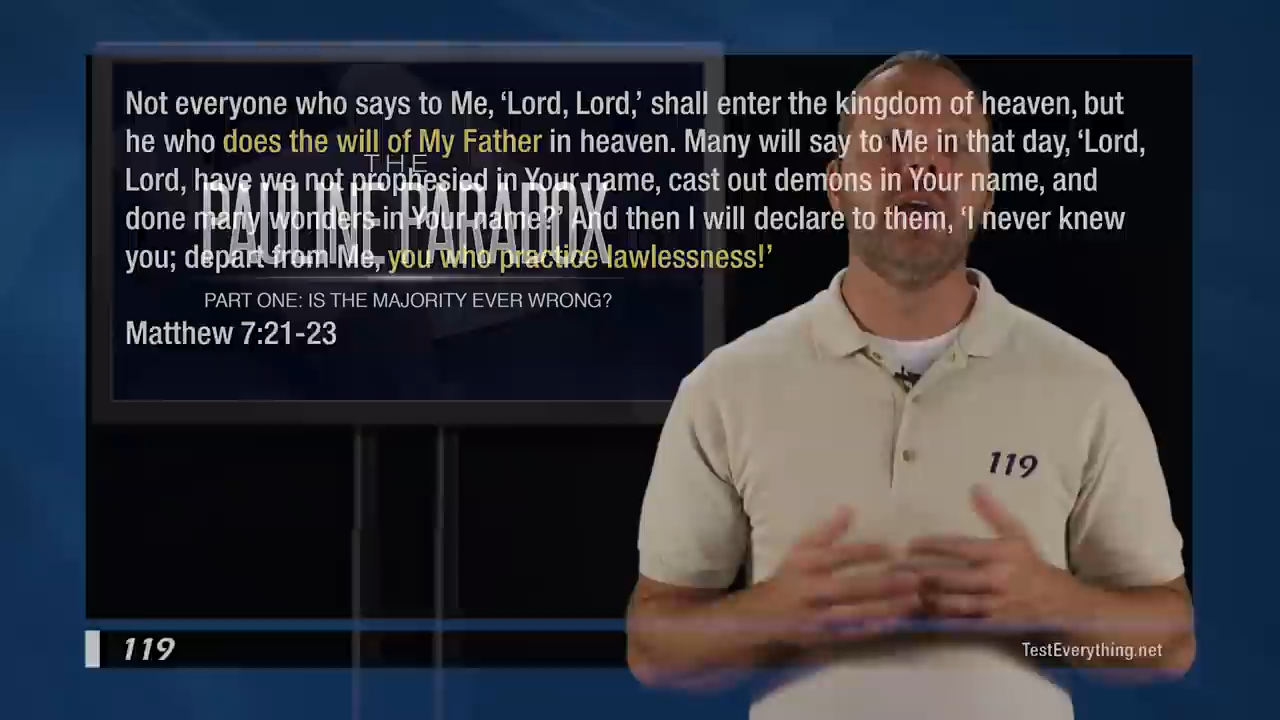 Not everyone who says to Me, ‘Lord, Lord,’ shall enter the kingdom of heaven, but
he who does the will of My Father in heaven. Many will say to Me in that day, ‘Lord,
Lord, have we not prophesied in Your name, cast out demons in Your name, and
done many wonders in Your name?’ And then I will declare to them, ‘I never knew
you; depart from Me, you who practice lawlessness!’
Matthew 7:21-23
THE
PAULINE PARADOX
PART ONE: IS THE MAJORITY EVER WRONG?
119
119
TestEverything.net